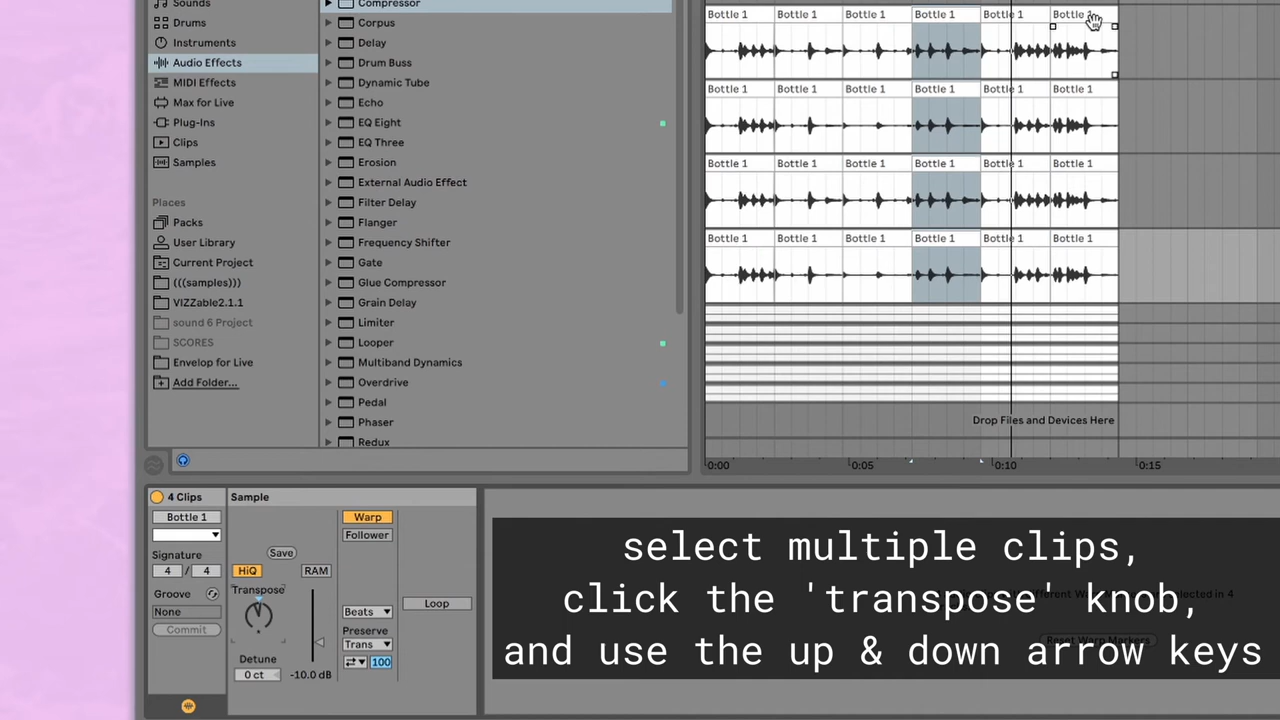 Sounds
Drums
Instruments
Audio Effects
MIDI Effects
Max for Live
Plug-Ins
Clips
Samples
Places
Packs
User Library
Current Project
(((samples)))
VIZZable2.1.1
sound 6 Project
SCORES
Envelop for Live
Add Folder...
Compressor
Corpus
Delay
Drum Buss
Dynamic Tube
Echo
EQ Eight
EQ Three
Erosion
External Audio Effect
Filter Delay
Flanger
Frequency Shifter
Gate
Glue Compressor
Grain Delay
Limiter
Looper
Multiband Dynamics
Overdrive
Pedal
Phaser
Redux
Bottle 1 Bottle 1 Bottle 1 Bottle 1 Bottle 1 Bottle 1
Bottle 1 Bottle 1 Bottle 1 Bottle 1 Bottle 1 Bottle 1
Bottle 1 Bottle 1 Bottle 1 Bottle 1 Bottle 1 Bottle 1
Bottle 1 Bottle 1 Bottle 1 Bottle 1 Bottle 1 Bottle 1
Drop Files and Devices Here
0:00 0:05 0:10 0:15
4 Clips
Bottle 1
Signature
4 / 4
Groove
None
Commit
Sample
Save
HiQ RAM
Transpose
Detune
0 ct -10.0 dB
Warp
Follower
Beats
Preserve
Trans
100
Loop
select multiple clips,
click the 'transpose' knob,
and use the up & down arrow keys
Reset Warp Markers